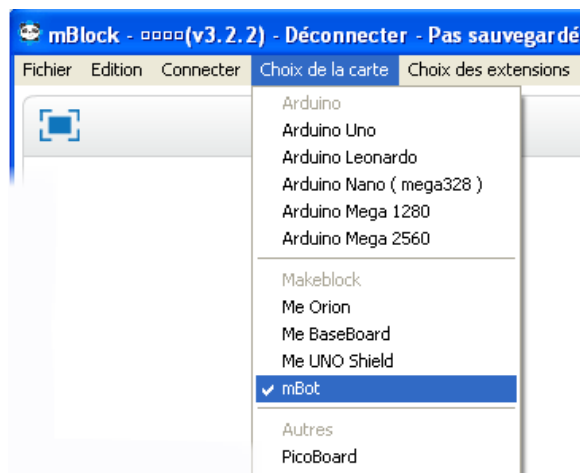 mBlock - ¤¤¤¤(v3.2.2) - Déconnecter - Pas sauvegardé
Fichier Edition Connecter Choix de la carte Choix des extensions
Arduino
Arduino Uno
Arduino Leonardo
Arduino Nano ( mega328 )
Arduino Mega 1280
Arduino Mega 2560
Makeblock
Me Orion
Me BaseBoard
Me UNO Shield
mBot
Autres
PicoBoard